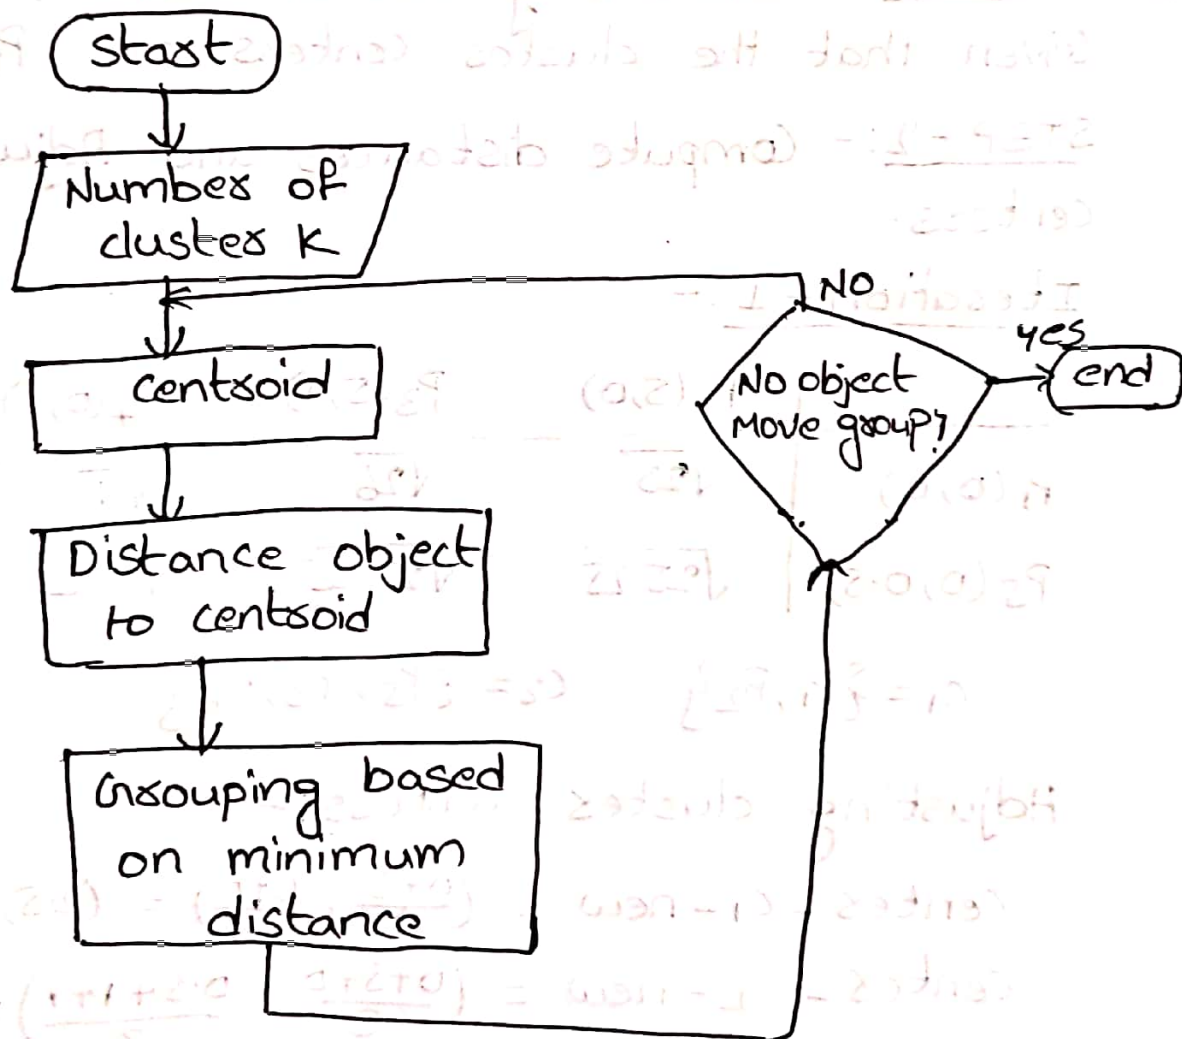 start
Number of
cluster K
centroid
Distance object
to centroid
Grouping based
on minimum
distance
NO
No object
Move group?
yes
end